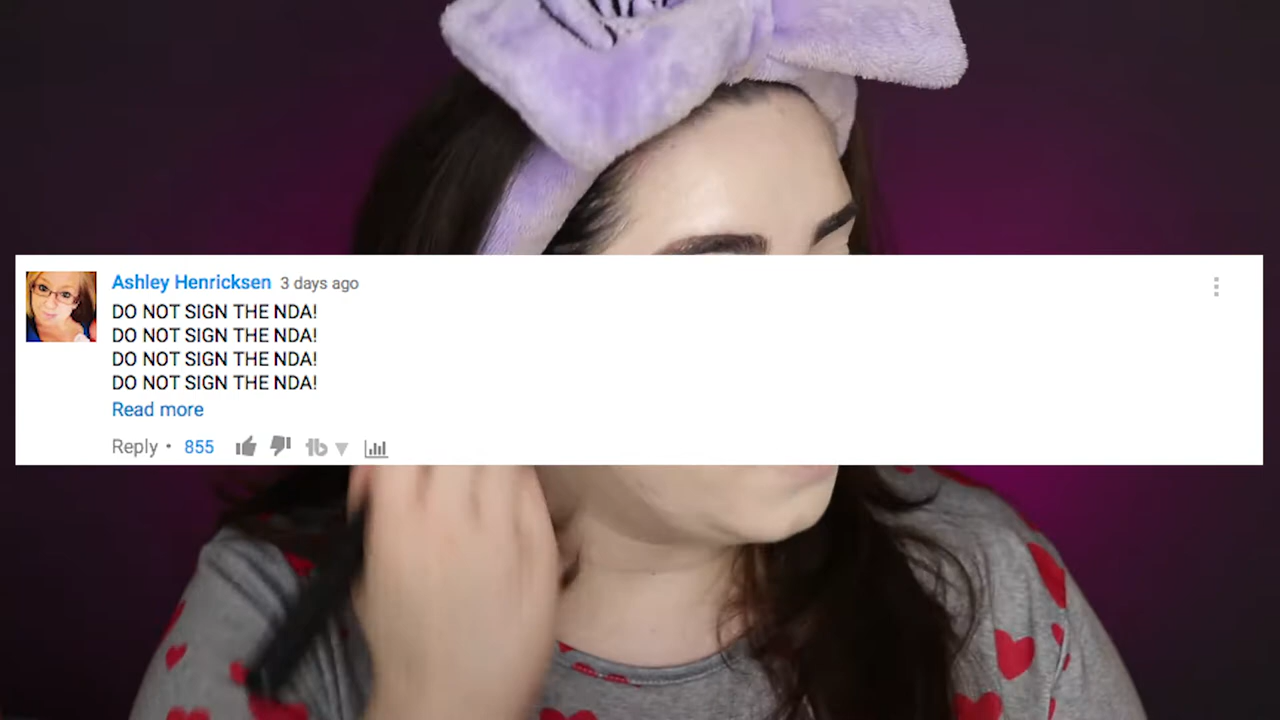 Ashley Henricksen 3 days ago
DO NOT SIGN THE NDA!
DO NOT SIGN THE NDA!
DO NOT SIGN THE NDA!
DO NOT SIGN THE NDA!
Read more
Reply • 855